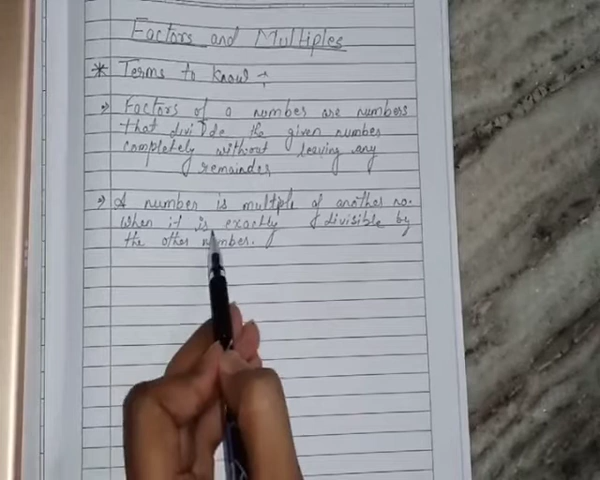 Factors and Multiples
* Terms to know :-
Factors of a number are numbers
that divide the given number
completely without leaving any
remainder
A number is multiple of another no.
when it is exactly divisible by
the other number.